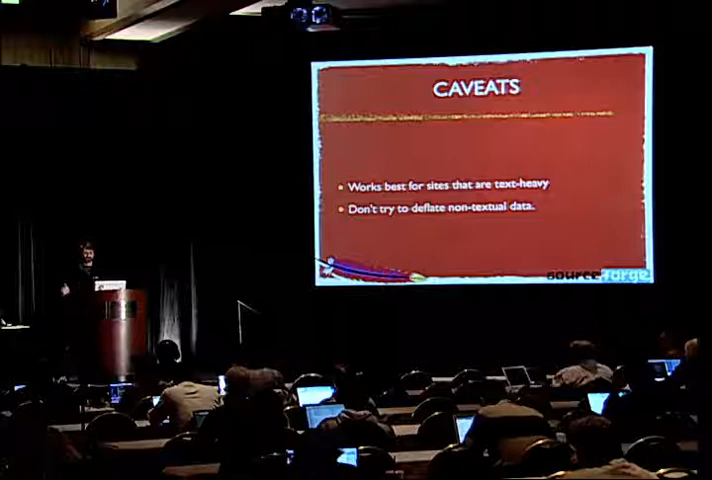 CAVEATS
Works best for sites that are text-heavy
Don't try to deflate non-textual data.
sourceforge